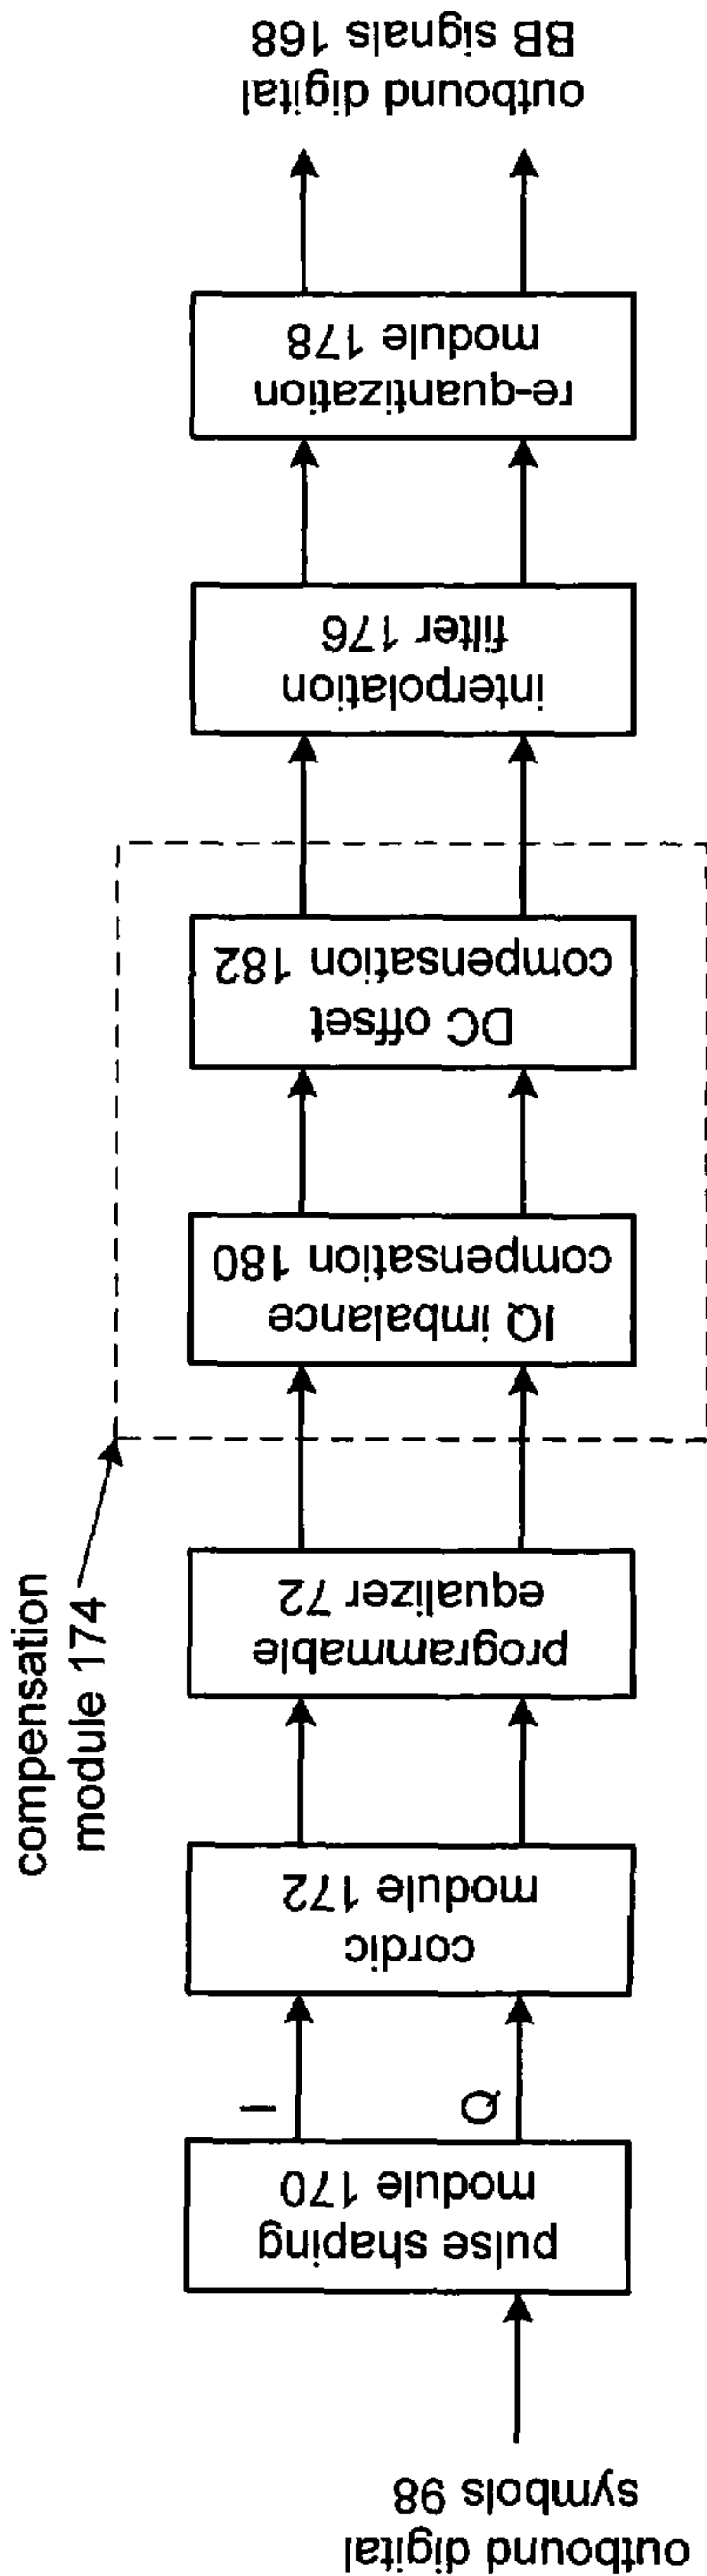 outbound digital
symbols 98
pulse shaping
module 170
I
Q
cordic
module 172
programmable
equalizer 72
compensation
module 174
IQ imbalance
compensation 180
DC offset
compensation 182
interpolation
filter 176
re-quantization
module 178
outbound digital
BB signals 168